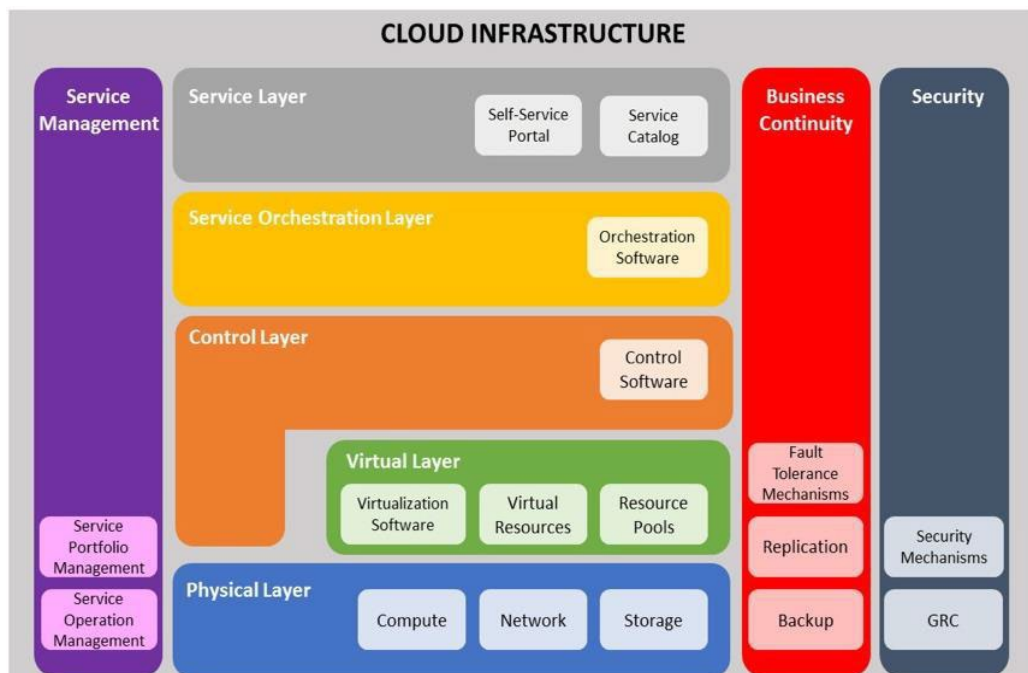 CLOUD INFRASTRUCTURE
Service
Management
Service
Portfolio
Management
Service
Operation
Management
Service Layer
Self-Service
Portal
Service
Catalog
Service Orchestration Layer
Orchestration
Software
Control Layer
Control
Software
Virtual Layer
Virtualization
Software
Virtual
Resources
Resource
Pools
Physical Layer
Compute
Network
Storage
Business
Continuity
Fault
Tolerance
Mechanisms
Replication
Backup
Security
Security
Mechanisms
GRC